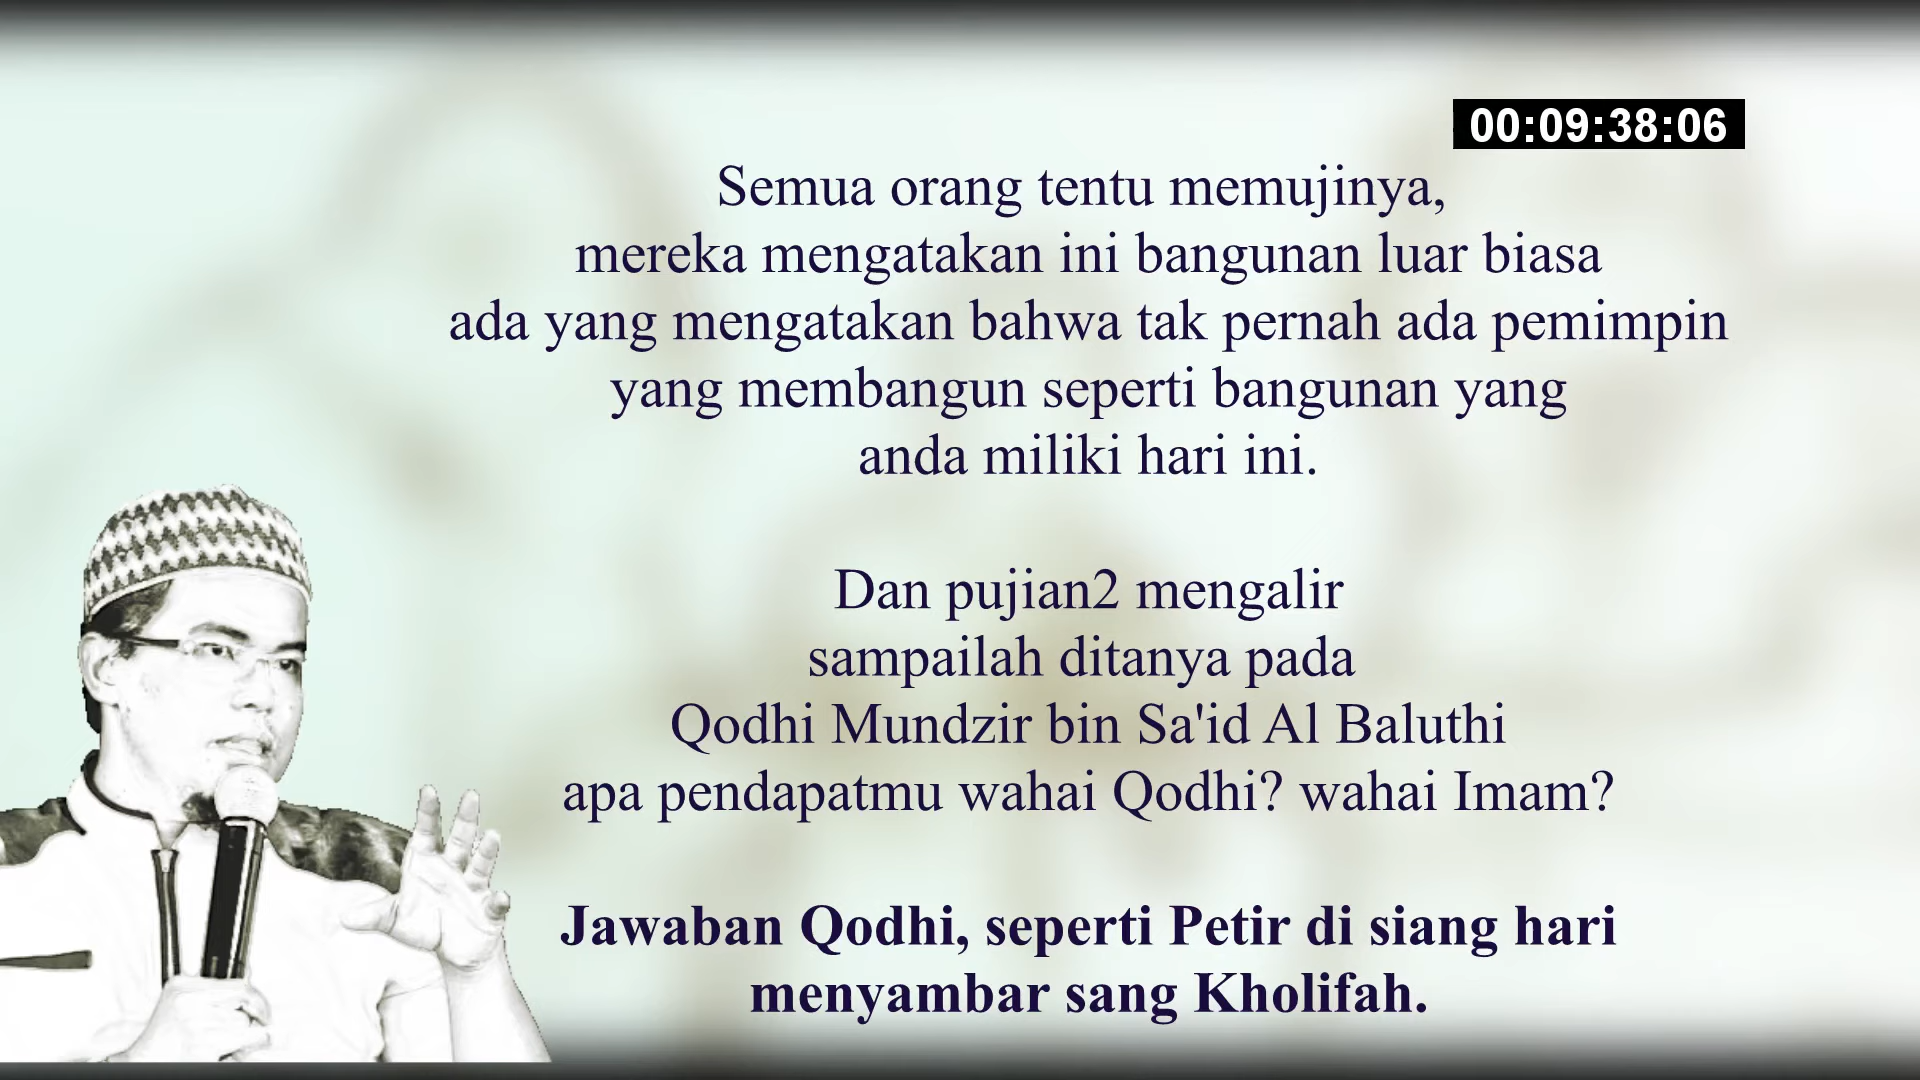 00:09:38:06
Semua orang tentu memujinya,
mereka mengatakan ini bangunan luar biasa
ada yang mengatakan bahwa tak pernah ada pemimpin
yang membangun seperti bangunan yang
anda miliki hari ini.
Dan pujian2 mengalir
sampailah ditanya pada
Qodhi Mundzir bin Sa'id Al Baluthi
apa pendapatmu wahai Qodhi? wahai Imam?
Jawaban Qodhi, seperti Petir di siang hari
menyambar sang Kholifah.